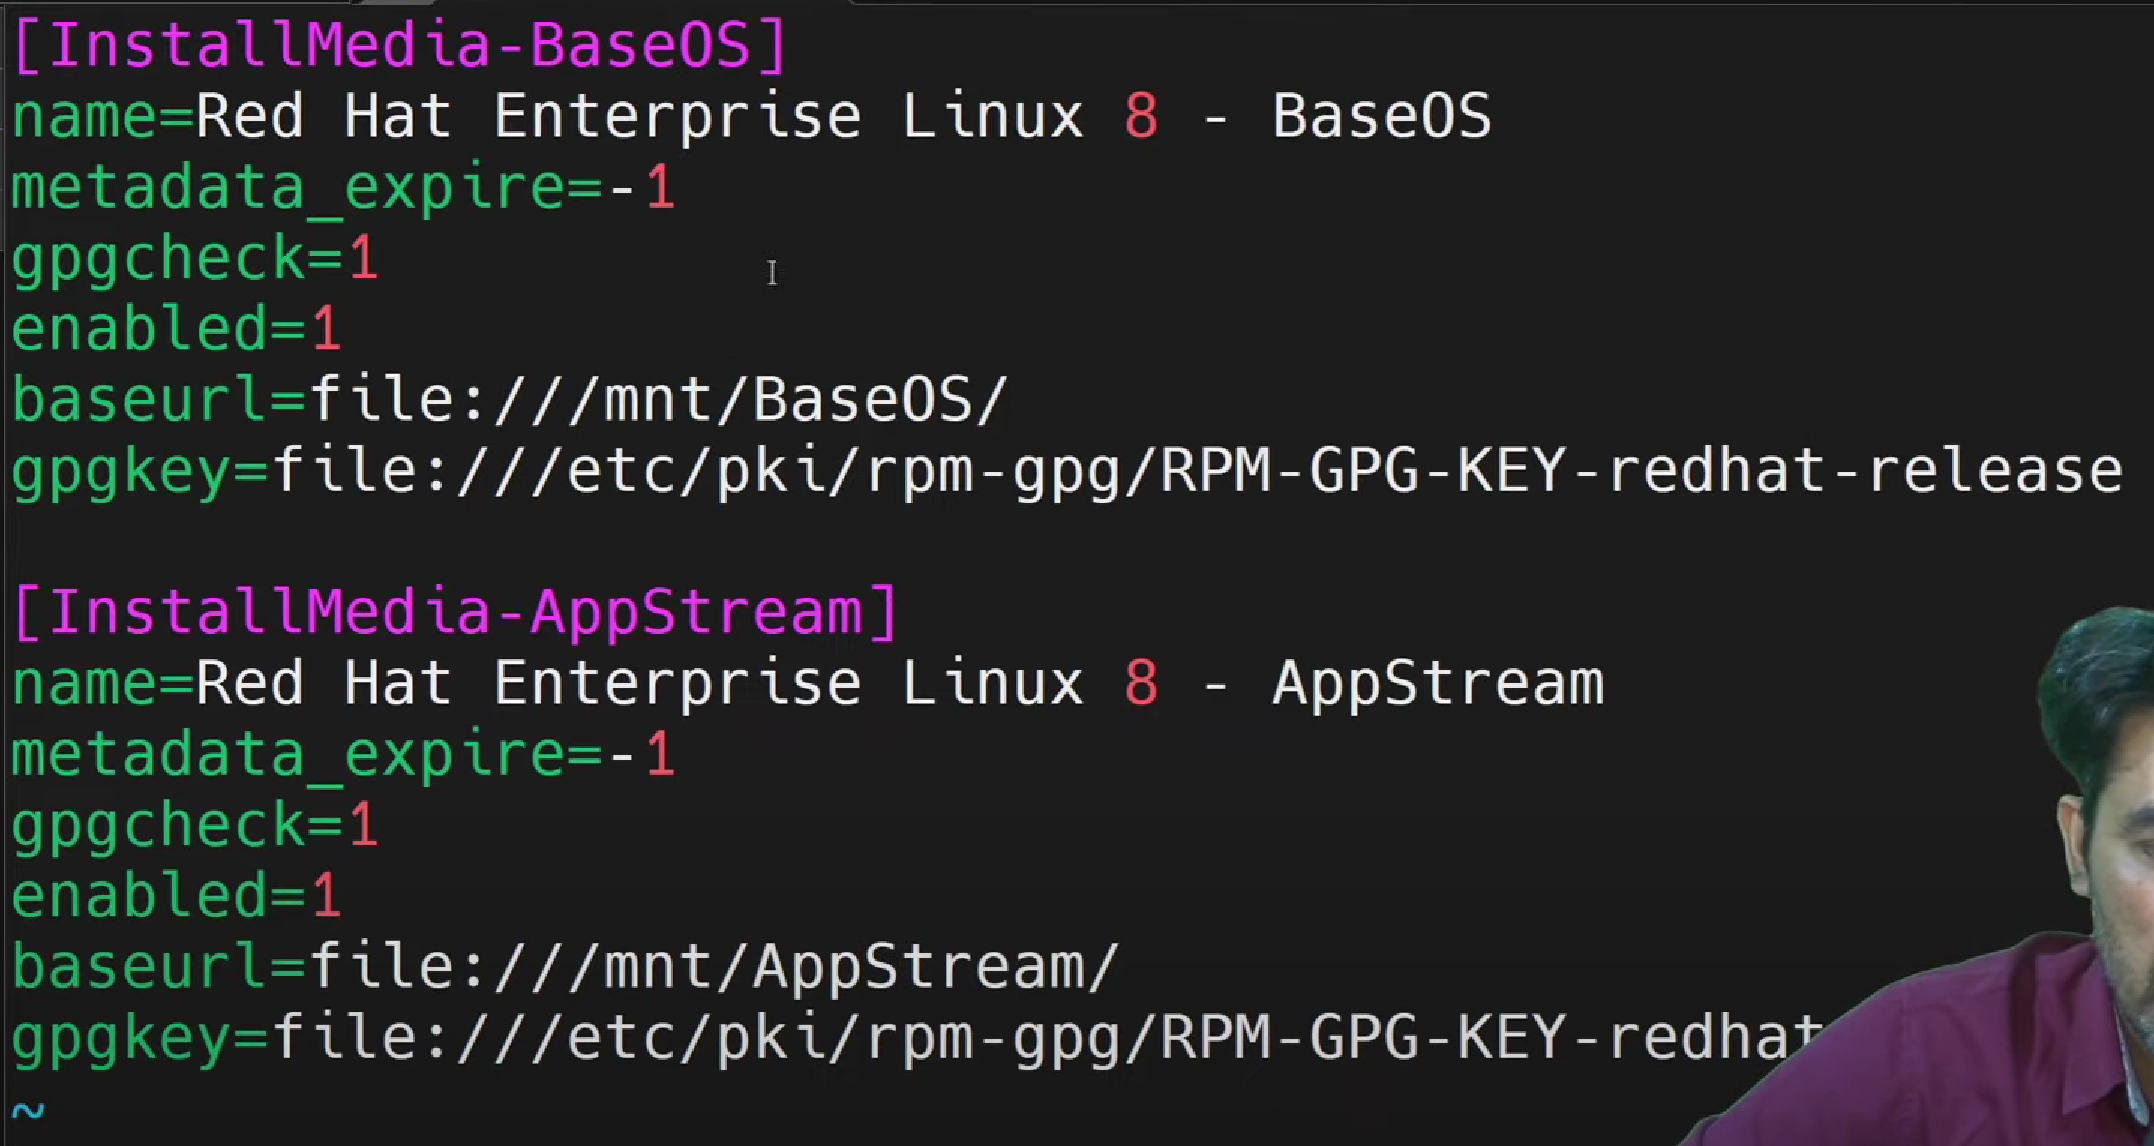 [InstallMedia-BaseOS]
name=Red Hat Enterprise Linux 8 - BaseOS
metadata_expire=-1
gpgcheck=1
enabled=1
baseurl=file:///mnt/BaseOS/
gpgkey=file:///etc/pki/rpm-gpg/RPM-GPG-KEY-redhat-release
[InstallMedia-AppStream]
name=Red Hat Enterprise Linux 8 - AppStream
metadata_expire=-1
gpgcheck=1
enabled=1
baseurl=file:///mnt/AppStream/
gpgkey=file:///etc/pki/rpm-gpg/RPM-GPG-KEY-redhat
~